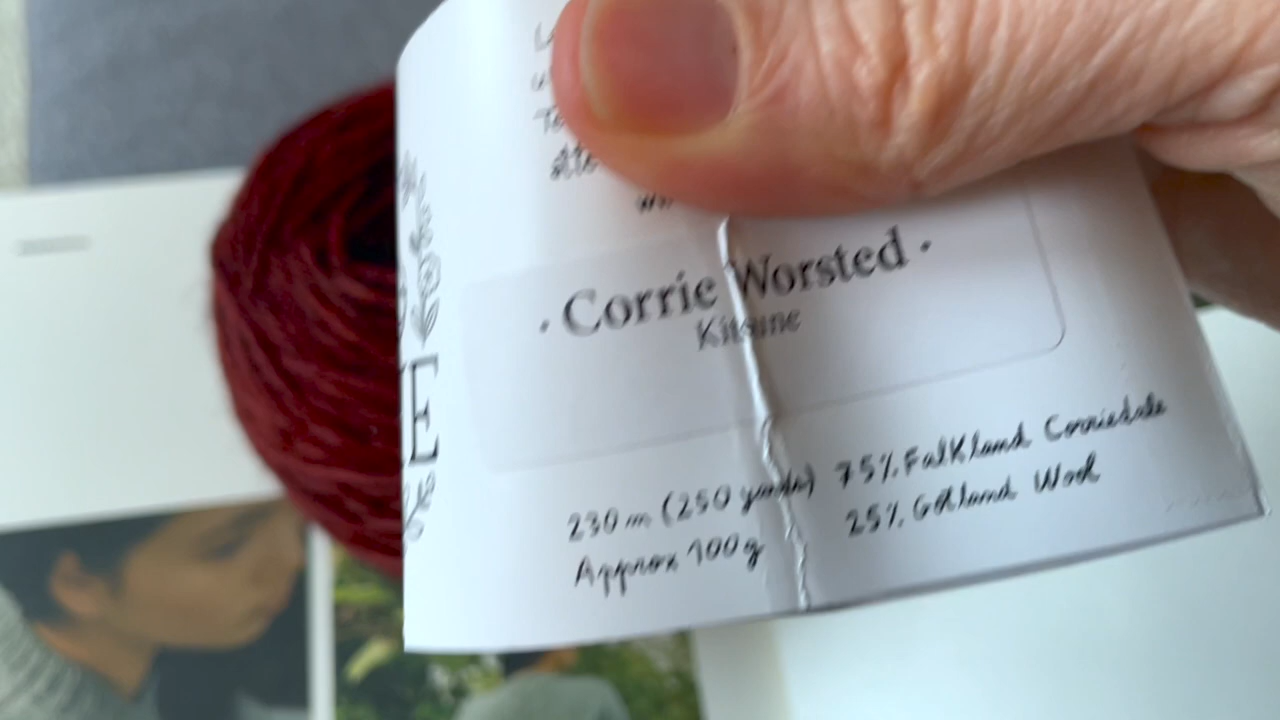 · Corrie Worsted ·
Kitsune
230 m (250 yards) 75% Falkland Corriedale
Approx 100g 25% Gotland Wool
E